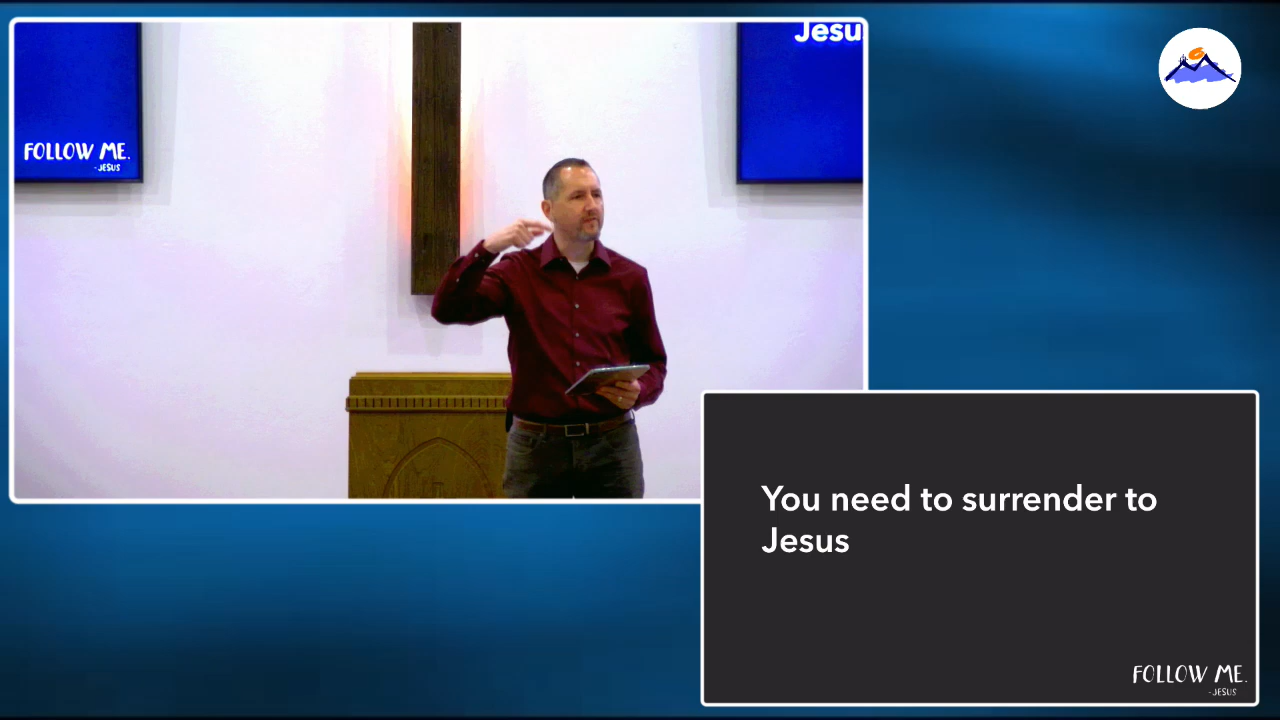 Jesu
FOLLOW ME.
- JESUS
You need to surrender to
Jesus
FOLLOW ME.
- JESUS